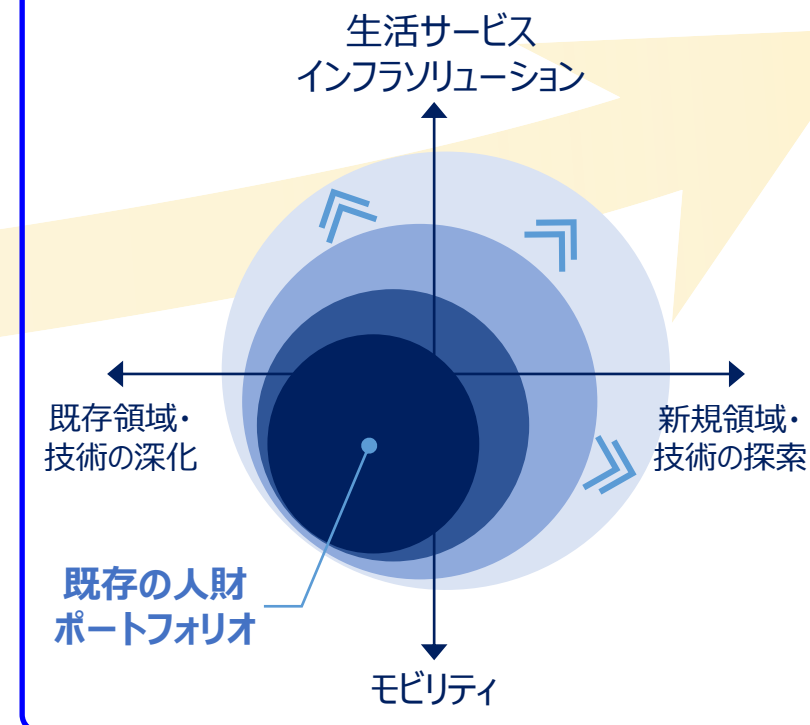 生活サービス
インフラソリューション
既存領域・
技術の深化
新規領域・
技術の探索
既存の人財
ポートフォリオ
モビリティ